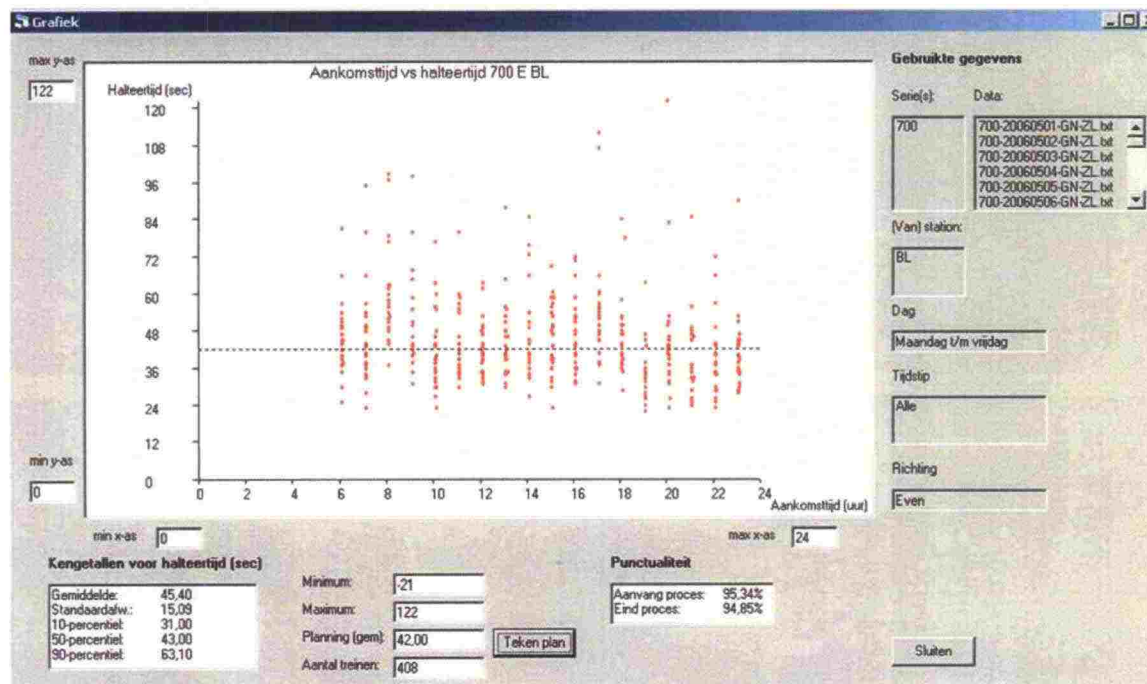 Grafiek
max y-as
122
Aankomsttijd vs halteertijd 700 E BL
Halteertijd (sec)
120
108
96
84
72
60
48
36
24
12
0
0 2 4 6 8 10 12 14 16 18 20 22 24
Aankomsttijd (uur)
min y-as
0
min x-as 0
max x-as 24
Gebruikte gegevens
Serie(s): Data:
700
700-20060501-GN-ZL.txt
700-20060502-GN-ZL.txt
700-20060503-GN-ZL.txt
700-20060504-GN-ZL.txt
700-20060505-GN-ZL.txt
700-20060506-GN-ZL.txt
(Van) station:
BL
Dag
Maandag t/m vrijdag
Tijdstip
Alle
Richting
Even
Kengetallen voor halteertijd (sec)
Gemiddelde: 45,40
Standaardafw.: 15,09
10-percentiel: 31,00
50-percentiel: 43,00
90-percentiel: 63,10
Minimum: -21
Maximum: 122
Planning (gem): 42,00
Aantal treinen: 408
Teken plan
Punctualiteit
Aanvang proces: 95,34%
Eind proces: 94,85%
Sluiten